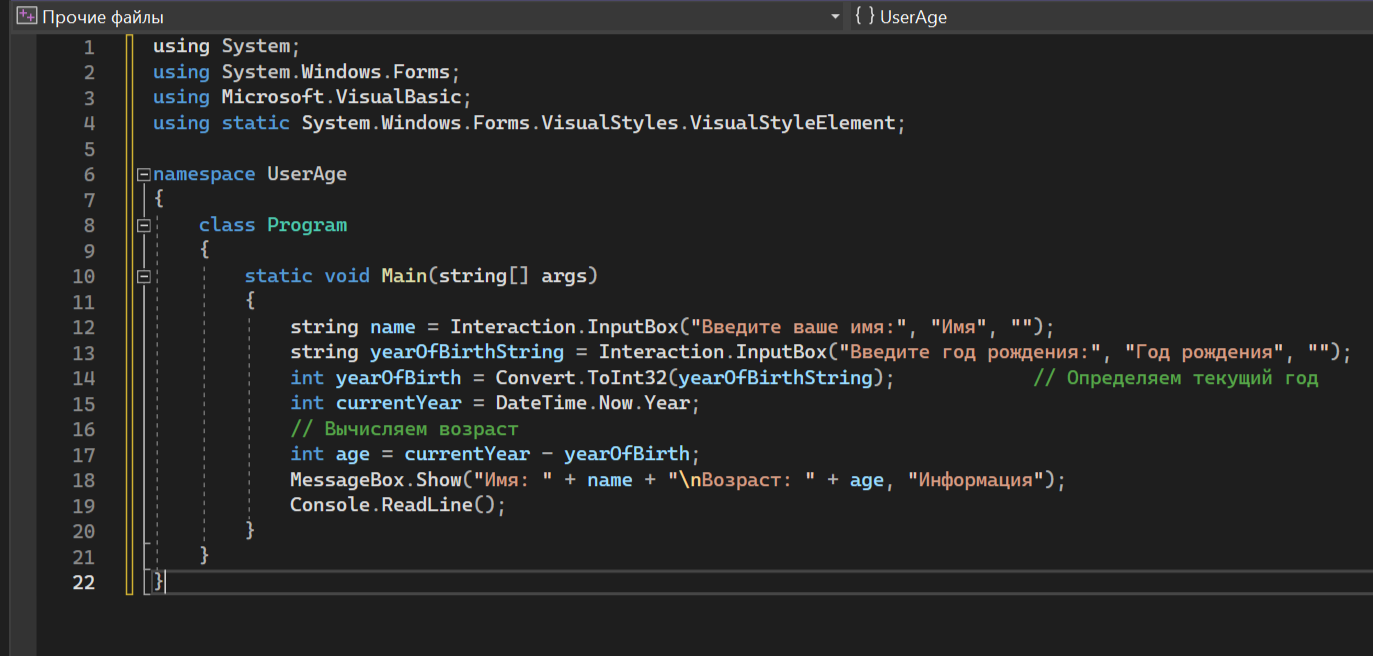 Прочие файлы { } UserAge
1 using System;
2 using System.Windows.Forms;
3 using Microsoft.VisualBasic;
4 using static System.Windows.Forms.VisualStyles.VisualStyleElement;
5
6 namespace UserAge
7 {
8 class Program
9 {
10 static void Main(string[] args)
11 {
12 string name = Interaction.InputBox("Введите ваше имя:", "Имя", "");
13 string yearOfBirthString = Interaction.InputBox("Введите год рождения:", "Год рождения", "");
14 int yearOfBirth = Convert.ToInt32(yearOfBirthString); // Определяем текущий год
15 int currentYear = DateTime.Now.Year;
16 // Вычисляем возраст
17 int age = currentYear - yearOfBirth;
18 MessageBox.Show("Имя: " + name + "\nВозраст: " + age, "Информация");
19 Console.ReadLine();
20 }
21 }
22 }